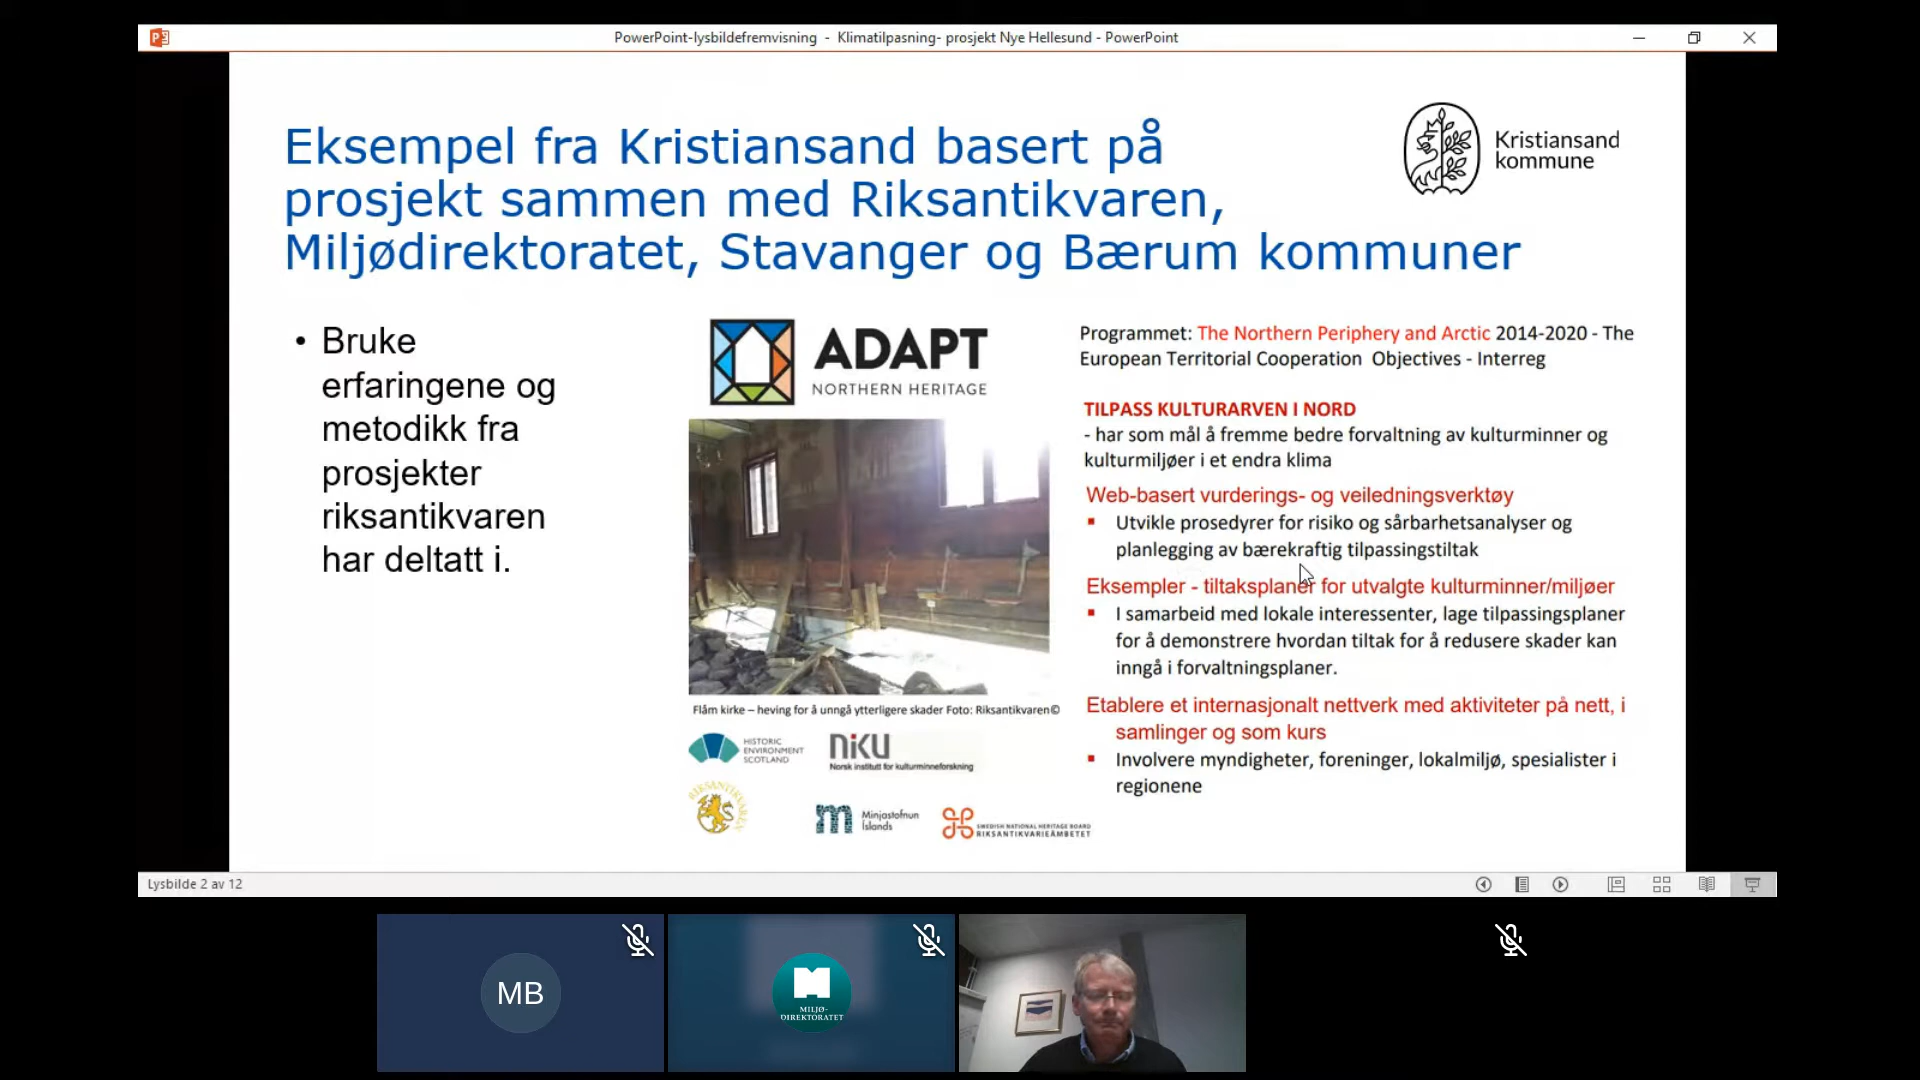 PowerPoint-lysbildefremvisning - Klimatilpasning- prosjekt Nye Hellesund - PowerPoint
Eksempel fra Kristiansand basert på
prosjekt sammen med Riksantikvaren,
Miljødirektoratet, Stavanger og Bærum kommuner
Kristiansand
kommune
• Bruke
erfaringene og
metodikk fra
prosjekter
riksantikvaren
har deltatt i.
ADAPT
NORTHERN HERITAGE
Flåm kirke – heving for å unngå ytterligere skader Foto: Riksantikvaren©
HISTORIC
ENVIRONMENT
SCOTLAND
niku
Norsk institutt for kulturminneforskning
RIKSANTIKVAREN
Minjastofnun
Íslands
SWEDISH NATIONAL HERITAGE BOARD
RIKSANTIKVARIEÄMBETET
Programmet: The Northern Periphery and Arctic 2014-2020 - The
European Territorial Cooperation Objectives - Interreg
TILPASS KULTURARVEN I NORD
- har som mål å fremme bedre forvaltning av kulturminner og
kulturmiljøer i et endra klima
Web-basert vurderings- og veiledningsverktøy
▪ Utvikle prosedyrer for risiko og sårbarhetsanalyser og
planlegging av bærekraftig tilpassingstiltak
Eksempler - tiltaksplaner for utvalgte kulturminner/miljøer
▪ I samarbeid med lokale interessenter, lage tilpassingsplaner
for å demonstrere hvordan tiltak for å redusere skader kan
inngå i forvaltningsplaner.
Etablere et internasjonalt nettverk med aktiviteter på nett, i
samlinger og som kurs
▪ Involvere myndigheter, foreninger, lokalmiljø, spesialister i
regionene
Lysbilde 2 av 12
MB
MILJØ-
DIREKTORATET